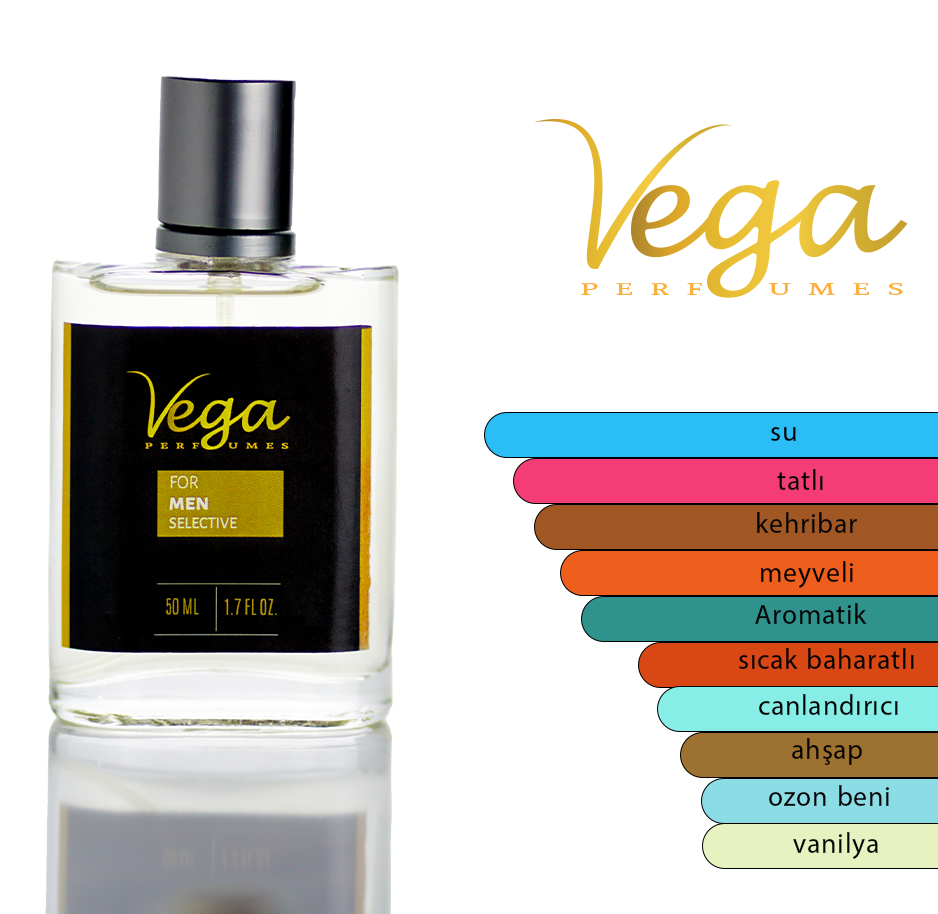 Vega
PERFUMES
FOR
MEN
SELECTIVE
50 ML
1.7 FL OZ.
Vega
PERFUMES
su
tatlı
kehribar
meyveli
Aromatik
sıcak baharatlı
canlandırıcı
ahşap
ozon beni
vanilya